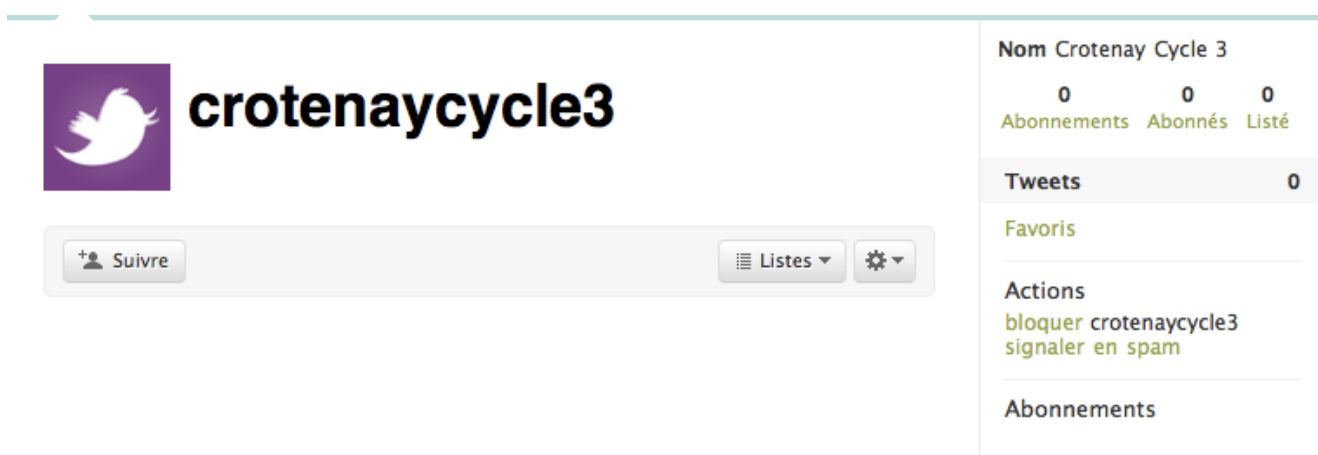 crotenaycycle3
Suivre
Listes
Nom Crotenay Cycle 3
0 0 0
Abonnements Abonnés Listé
Tweets 0
Favoris
Actions
bloquer crotenaycycle3
signaler en spam
Abonnements